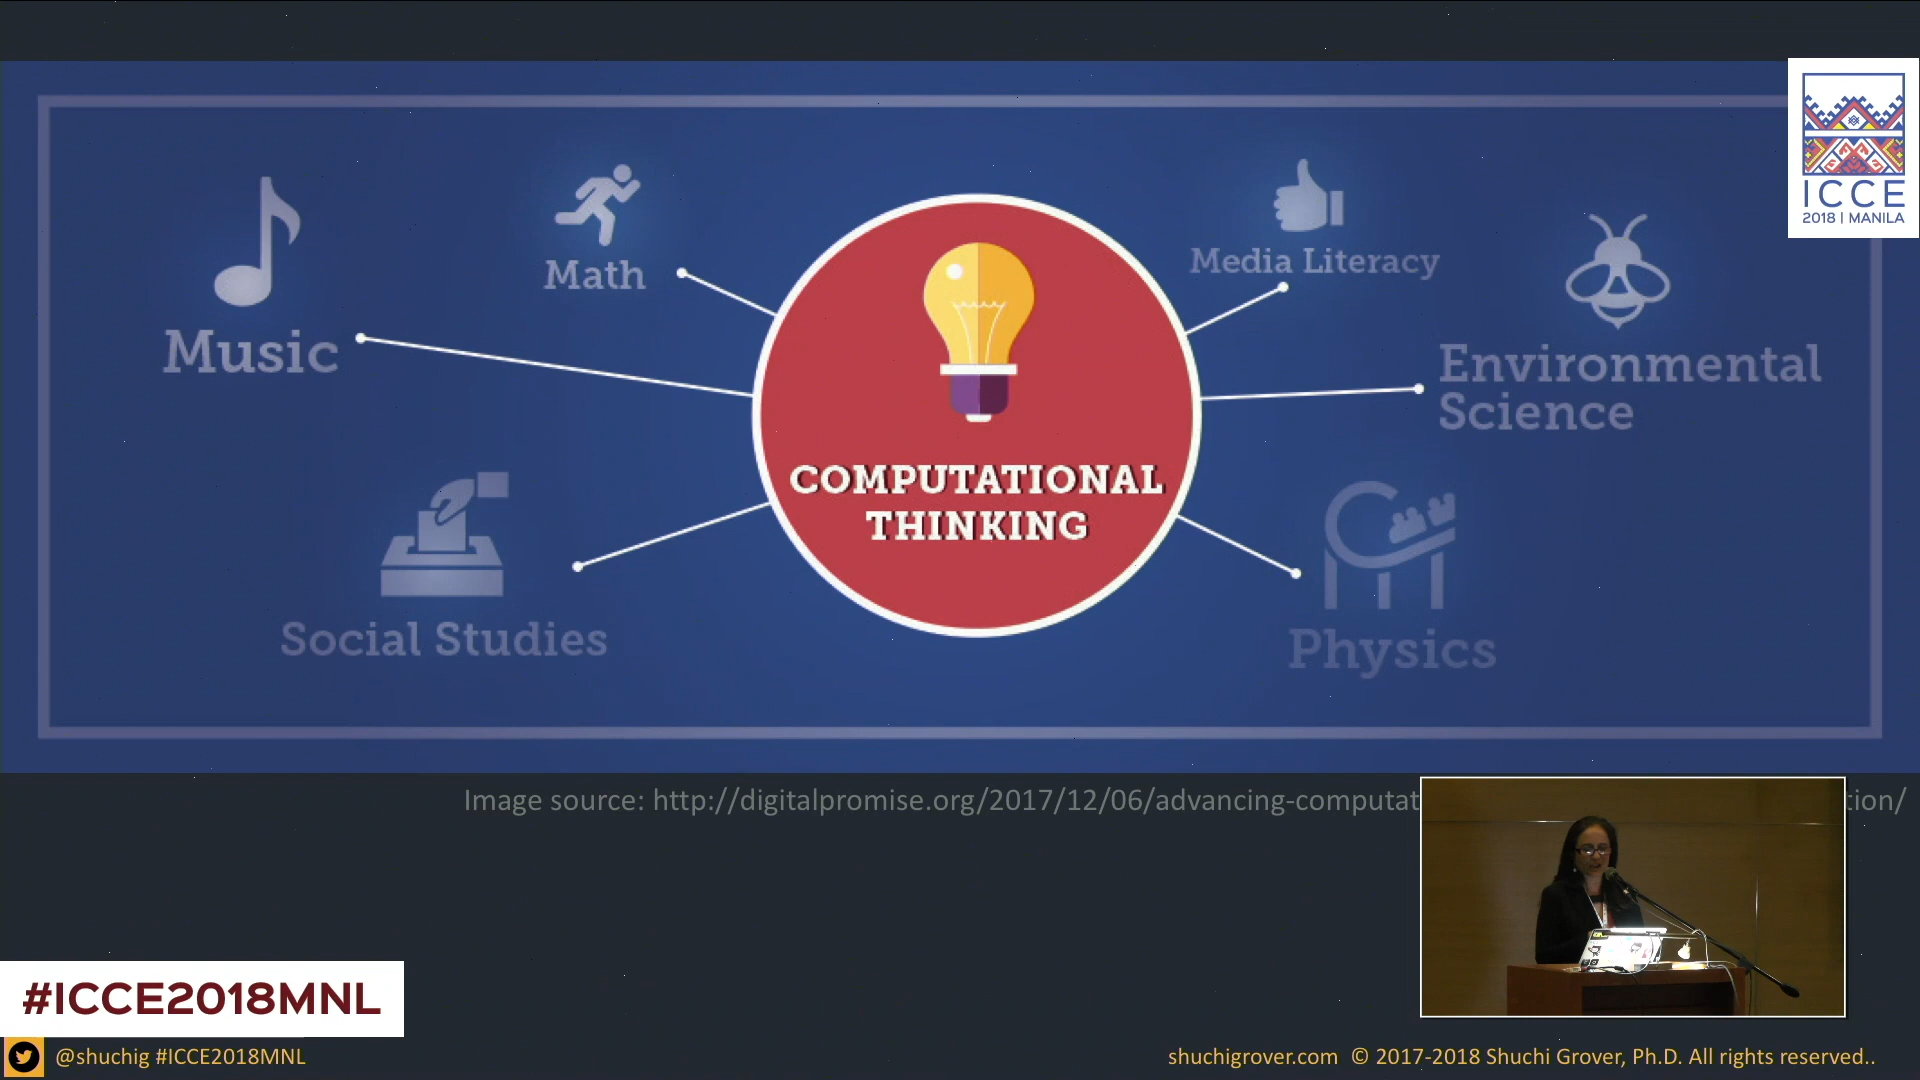 ICCE
2018 | MANILA
Music
Math
Media Literacy
Environmental
Science
COMPUTATIONAL
THINKING
Social Studies
Physics
Image source: http://digitalpromise.org/2017/12/06/advancing-computat
tion/
#ICCE2018MNL
@shuchig #ICCE2018MNL
shuchigrover.com © 2017-2018 Shuchi Grover, Ph.D. All rights reserved..